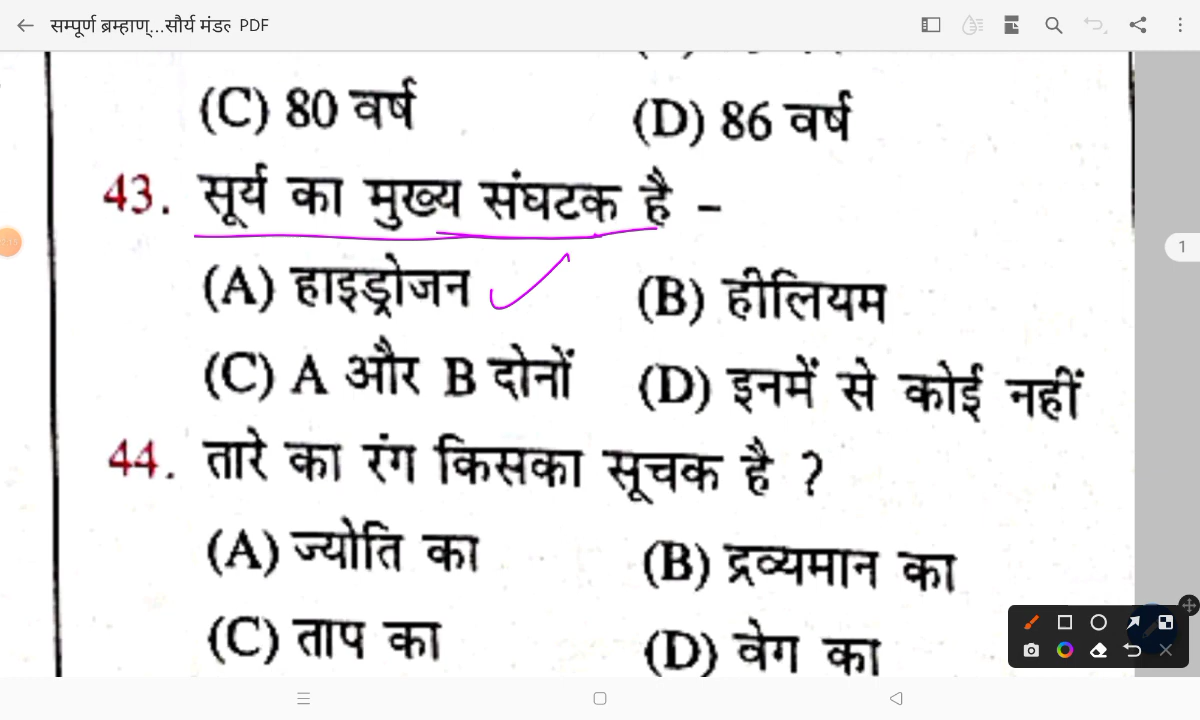 सम्पूर्ण ब्रम्हाण्...सौर्य मंडल PDF
(C) 80 वर्ष (D) 86 वर्ष
43. सूर्य का मुख्य संघटक है –
1
(A) हाइड्रोजन (B) हीलियम
(C) A और B दोनों (D) इनमें से कोई नहीं
44. तारे का रंग किसका सूचक है ?
(A) ज्योति का (B) द्रव्यमान का
(C) ताप का (D) वेग का